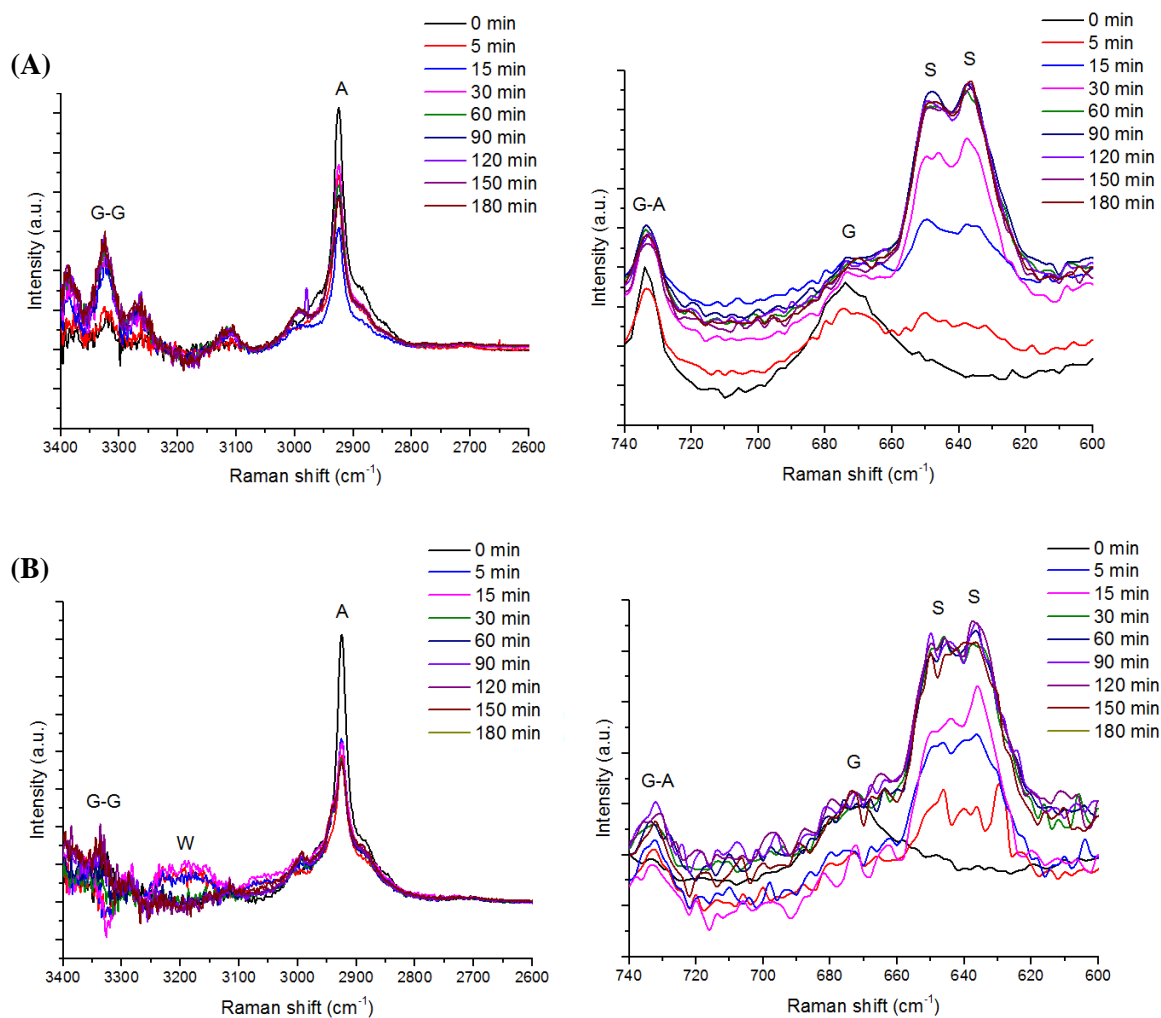 (A)
A
G-G
0 min
5 min
15 min
30 min
60 min
90 min
120 min
150 min
180 min
Intensity (a.u.)
3400 3300 3200 3100 3000 2900 2800 2700 2600
Raman shift (cm-1)
S S
G-A
G
0 min
5 min
15 min
30 min
60 min
90 min
120 min
150 min
180 min
Intensity (a.u.)
740 720 700 680 660 640 620 600
Raman shift (cm-1)
(B)
A
G-G
W
0 min
5 min
15 min
30 min
60 min
90 min
120 min
150 min
180 min
Intensity (a.u.)
3400 3300 3200 3100 3000 2900 2800 2700 2600
Raman shift (cm-1)
S S
G-A
G
0 min
5 min
15 min
30 min
60 min
90 min
120 min
150 min
180 min
Intensity (a.u.)
740 720 700 680 660 640 620 600
Raman shift (cm-1)